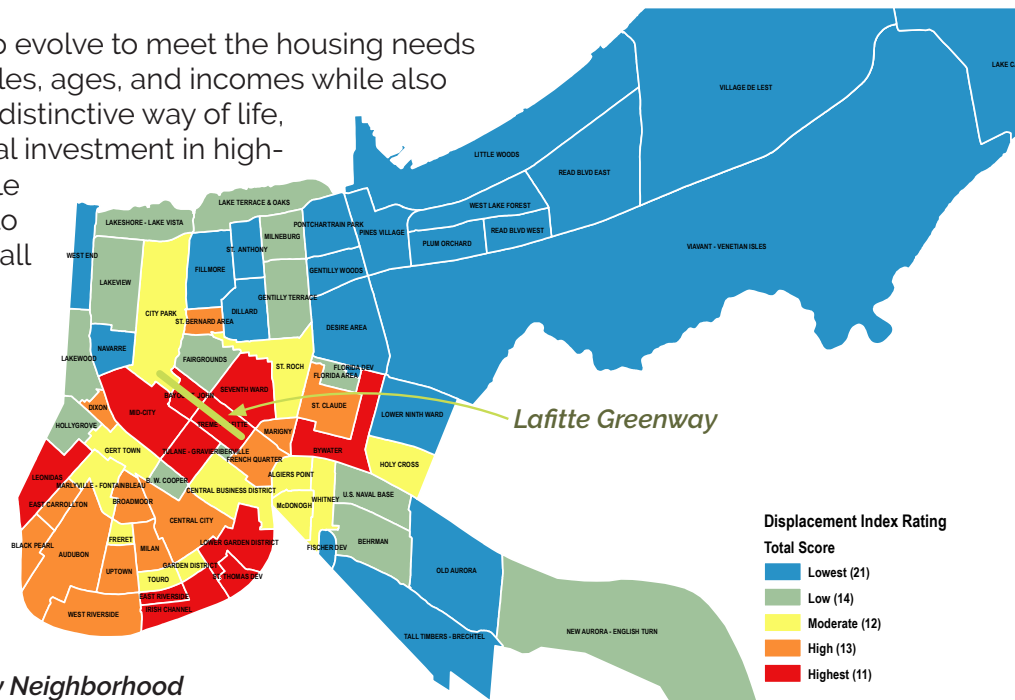 o evolve to meet the housing needs
les, ages, and incomes while also
distinctive way of life,
al investment in high-
le
to
all
LAKE TERRACE & OAKS
LAKESHORE - LAKE VISTA
WEST END
LAKEVIEW
CITY PARK
FILLMORE
ST. ANTHONY
MILNEBURG
PONTCHARTRAIN PARK
PINES VILLAGE
LITTLE WOODS
WEST LAKE FOREST
PLUM ORCHARD
READ BLVD WEST
READ BLVD EAST
VILLAGE DE LEST
LAKE CA
VIAVANT - VENETIAN ISLES
GENTILLY WOODS
GENTILLY TERRACE
DILLARD
ST. BERNARD AREA
DESIRE AREA
NAVARRE
LAKEWOOD
FAIRGROUNDS
ST. ROCH
FLORIDA DEV
FLORIDA AREA
SEVENTH WARD
ST. CLAUDE
LOWER NINTH WARD
DIXON
MID-CITY
HOLLYGROVE
MARIGNY
BYWATER
HOLY CROSS
Lafitte Greenway
GERT TOWN
IBERVILLE
FRENCH QUARTER
LEONIDAS
MARLYVILLE - FONTAINBLEAU
B. W. COOPER
CENTRAL BUSINESS DISTRICT
ALGIERS POINT
WHITNEY
U.S. NAVAL BASE
McDONOGH
EAST CARROLLTON
BROADMOOR
CENTRAL CITY
BLACK PEARL
AUDUBON
FRERET
MILAN
LOWER GARDEN DISTRICT
FISCHER DEV
BEHRMAN
OLD AURORA
UPTOWN
TOURO
GARDEN DISTRICT
ST. THOMAS DEV
EAST RIVERSIDE
IRISH CHANNEL
WEST RIVERSIDE
TALL TIMBERS - BRECHTEL
NEW AURORA - ENGLISH TURN
Displacement Index Rating
Total Score
Lowest (21)
Low (14)
Moderate (12)
High (13)
Highest (11)
Neighborhood